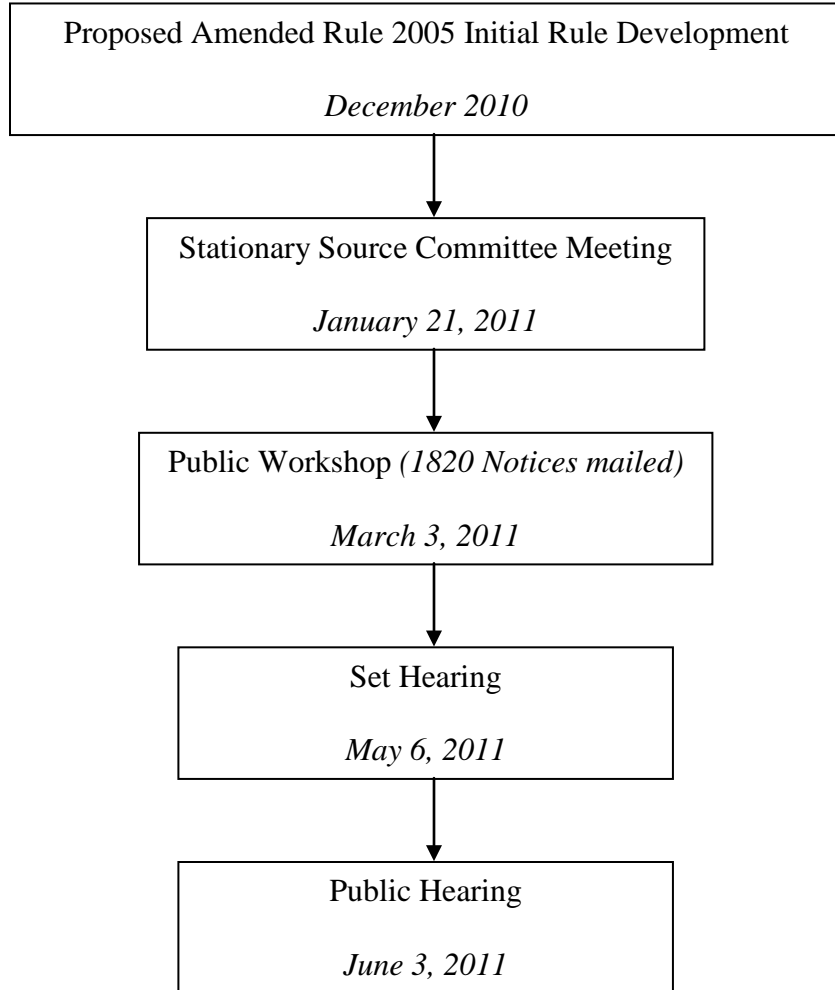 Proposed Amended Rule 2005 Initial Rule Development
December 2010
Stationary Source Committee Meeting
January 21, 2011
Public Workshop (1820 Notices mailed)
March 3, 2011
Set Hearing
May 6, 2011
Public Hearing
June 3, 2011